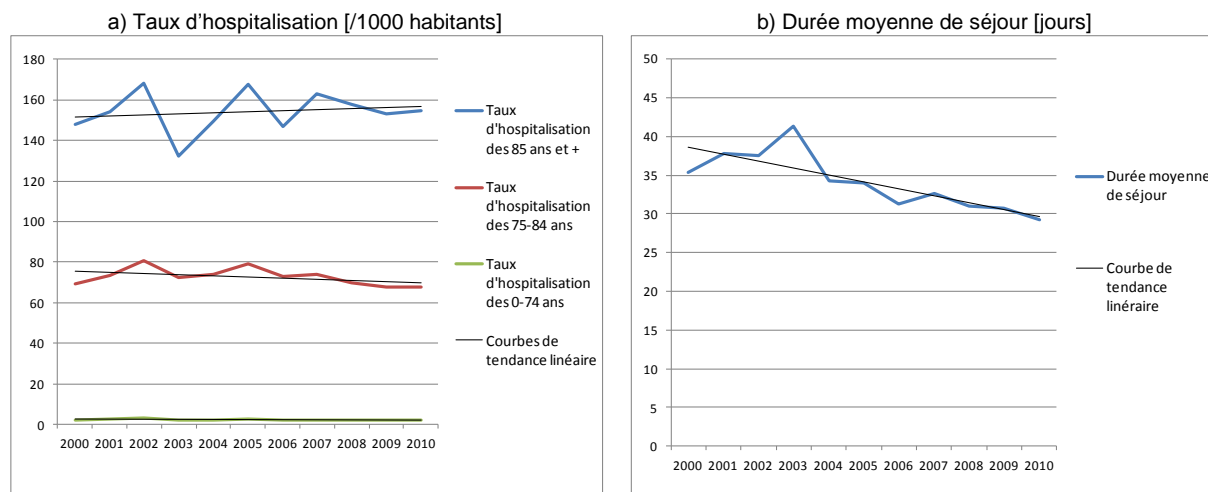 a) Taux d’hospitalisation [/1000 habitants]
180
160
140
120
100
80
60
40
20
0
2000 2001 2002 2003 2004 2005 2006 2007 2008 2009 2010
Taux
d'hospitalisation
des 85 ans et +
Taux
d'hospitalisation
des 75-84 ans
Taux
d'hospitalisation
des 0-74 ans
Courbes de
tendance linéaire
b) Durée moyenne de séjour [jours]
50
45
40
35
30
25
20
15
10
5
0
2000 2001 2002 2003 2004 2005 2006 2007 2008 2009 2010
Durée moyenne
de séjour
Courbe de
tendance
linéraire